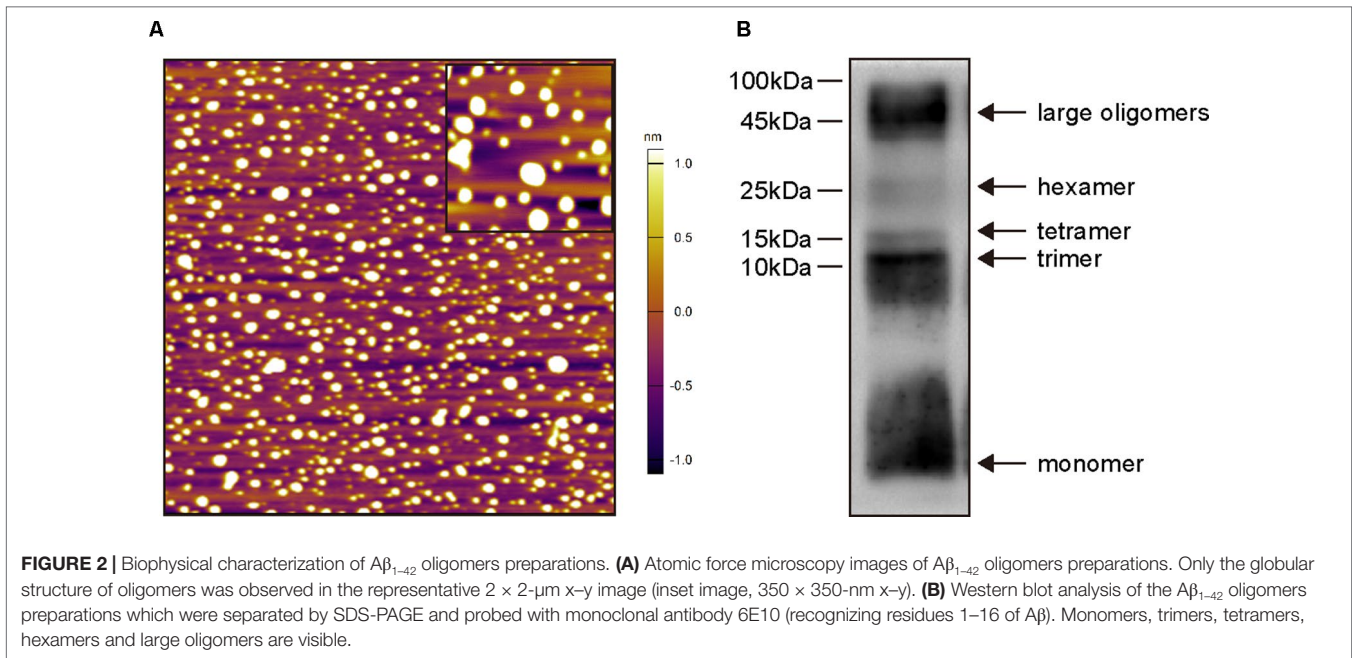 A
B
nm
1.0
0.5
0.0
-0.5
-1.0
100kDa
45kDa
25kDa
15kDa
10kDa
large oligomers
hexamer
tetramer
trimer
monomer
FIGURE 2 | Biophysical characterization of Aβ₁₋₄₂ oligomers preparations. (A) Atomic force microscopy images of Aβ₁₋₄₂ oligomers preparations. Only the globular
structure of oligomers was observed in the representative 2 × 2-μm x–y image (inset image, 350 × 350-nm x–y). (B) Western blot analysis of the Aβ₁₋₄₂ oligomers
preparations which were separated by SDS-PAGE and probed with monoclonal antibody 6E10 (recognizing residues 1–16 of Aβ). Monomers, trimers, tetramers,
hexamers and large oligomers are visible.